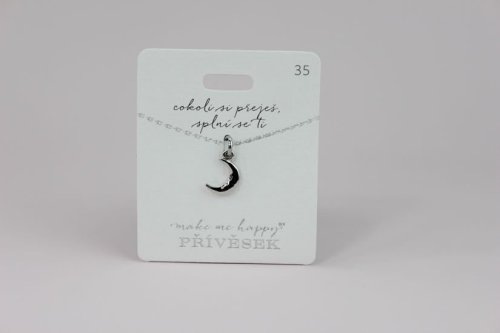 35
cokoli si přeješ,
splní se ti
make me happy
PŘÍVĚSEK